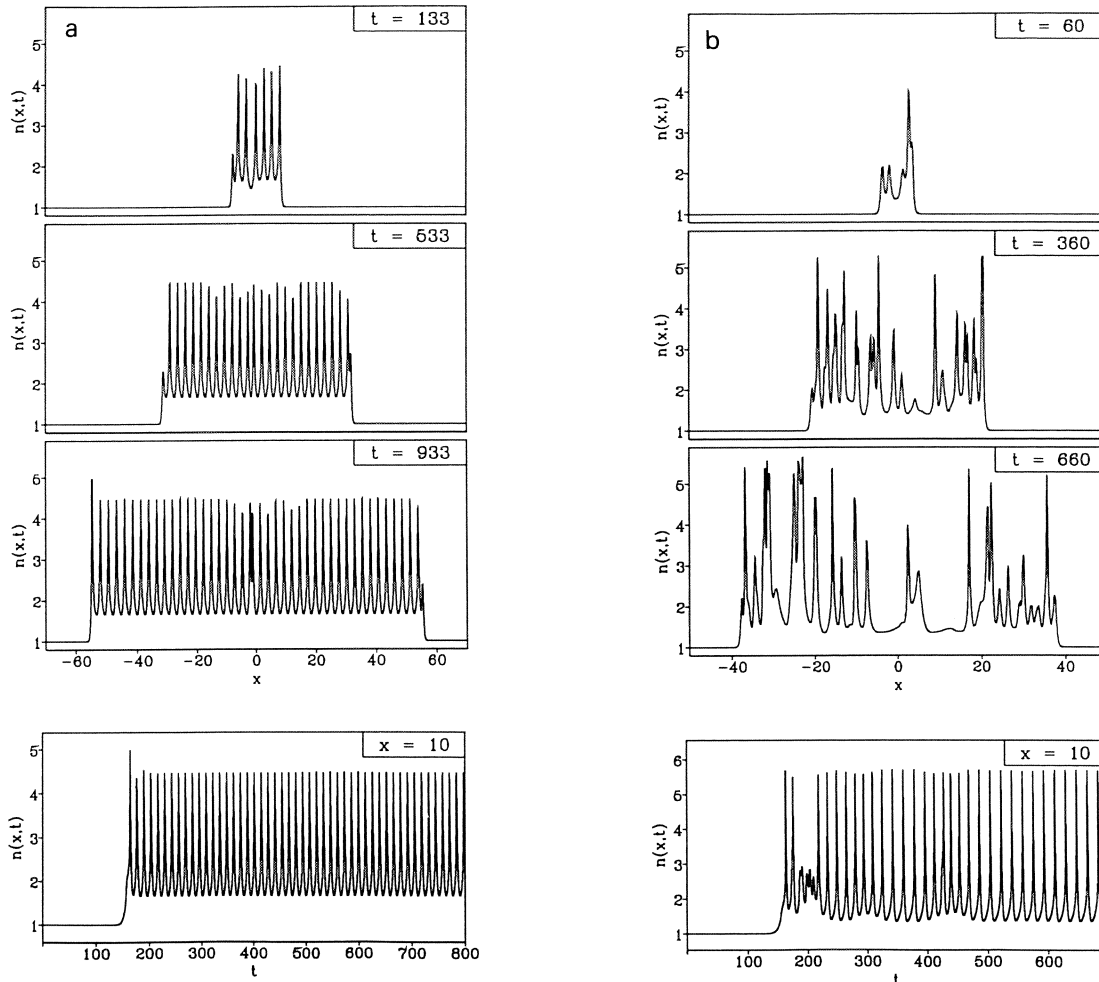 a
t = 133
n(x,t)
5
4
3
2
1
t = 533
n(x,t)
5
4
3
2
1
t = 933
n(x,t)
5
4
3
2
1
−60 −40 −20 0 20 40 60
x
x = 10
n(x,t)
5
4
3
2
1
100 200 300 400 500 600 700 800
t
b
t = 60
n(x,t)
5
4
3
2
1
t = 360
n(x,t)
5
4
3
2
1
t = 660
n(x,t)
5
4
3
2
1
−40 −20 0 20 40
x
x = 10
n(x,t)
6
5
4
3
2
1
100 200 300 400 500 600
t